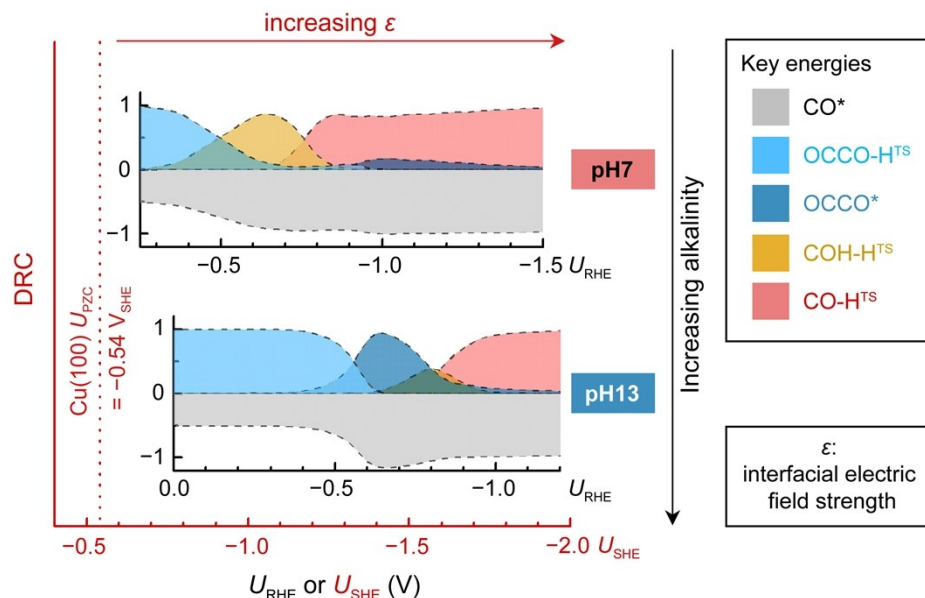 increasing ε
DRC
Cu(100) U_PZC
= −0.54 V_SHE
1
0
−1
−0.5
−1.0
−1.5
U_RHE
pH7
1
0
−1
0.0
−0.5
−1.0
U_RHE
pH13
−0.5
−1.0
−1.5
−2.0
U_SHE
U_RHE or U_SHE (V)
Increasing alkalinity
Key energies
CO*
OCCO-H^TS
OCCO*
COH-H^TS
CO-H^TS
ε:
interfacial electric
field strength